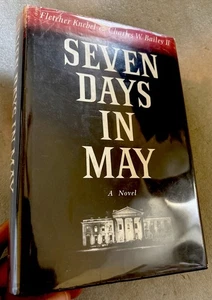 Fletcher Knebel
Charles W. Bailey II
SEVEN
DAYS
IN
MAY
A Novel